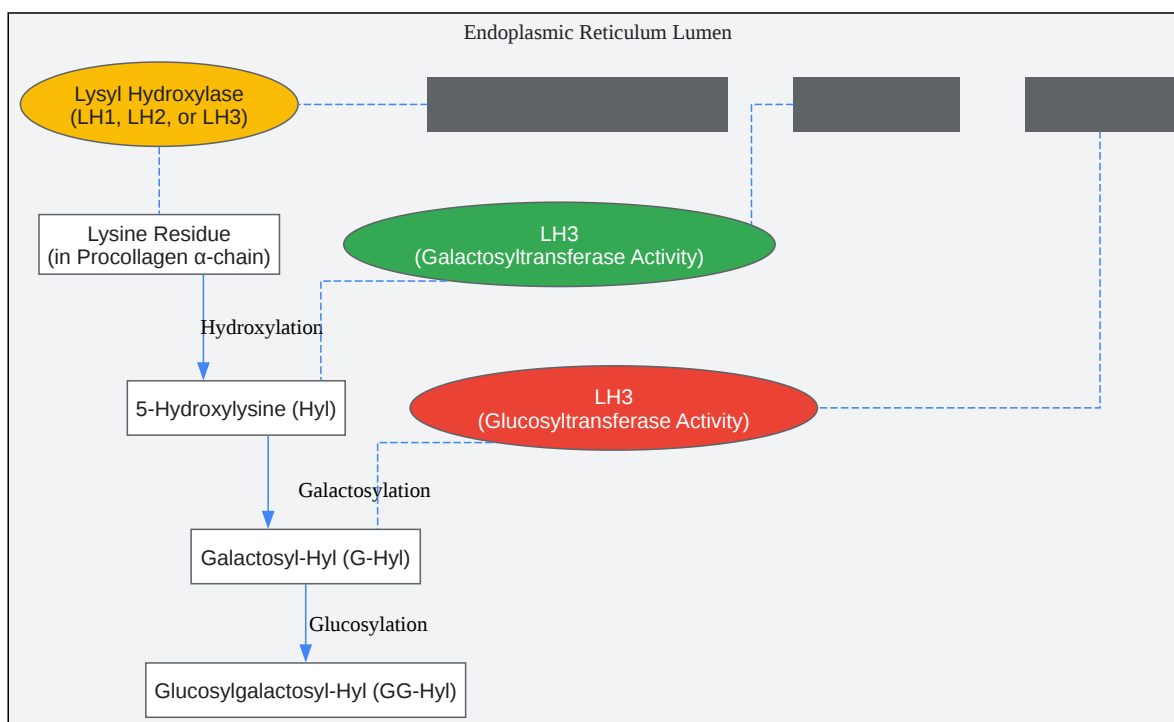 Endoplasmic Reticulum Lumen
Lysyl Hydroxylase
(LH1, LH2, or LH3)
Lysine Residue
(in Procollagen α-chain)
LH3
(Galactosyltransferase Activity)
Hydroxylation
5-Hydroxylysine (Hyl)
LH3
(Glucosyltransferase Activity)
Galactosylation
Galactosyl-Hyl (G-Hyl)
Glucosylation
Glucosylgalactosyl-Hyl (GG-Hyl)